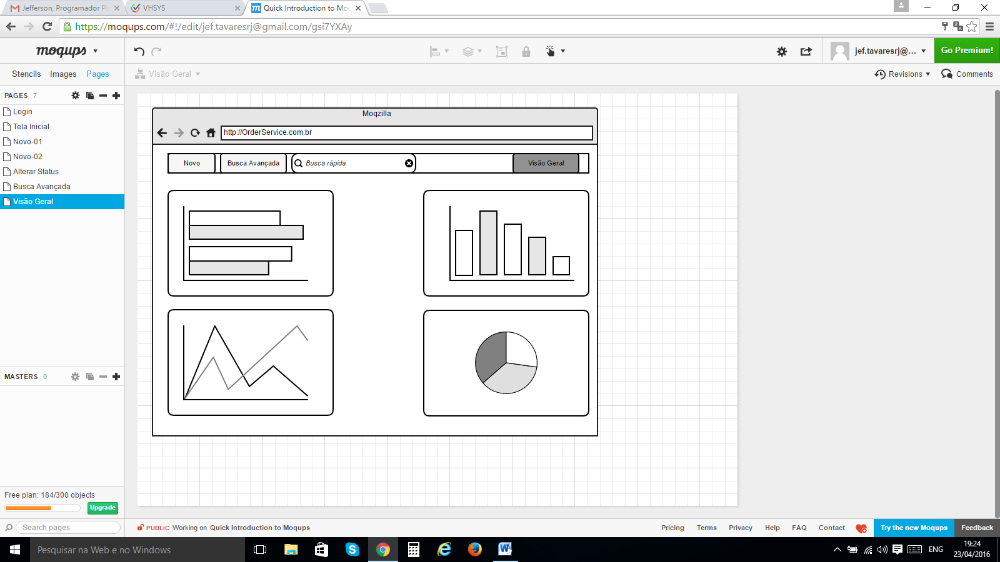 Jefferson, Programador Pl
VHSYS
Quick Introduction to Mo
https://moqups.com/#!/edit/jef.tavaresrj@gmail.com/gsi7YXAy
moqups
jef.tavaresrj@...
Go Premium!
Stencils Images Pages
Visão Geral
Revisions
Comments
PAGES 7
Login
Tela Inicial
Novo-01
Novo-02
Alterar Status
Busca Avançada
Visão Geral
Moqzilla
http://OrderService.com.br
Novo
Busca Avançada
Busca rápida
Visão Geral
MASTERS 0
Free plan: 184/300 objects
Upgrade
Search pages
PUBLIC Working on Quick Introduction to Moqups
Pricing Terms Privacy Help FAQ Contact
Try the new Moqups
Feedback
Pesquisar na Web e no Windows
ENG
19:24
23/04/2016